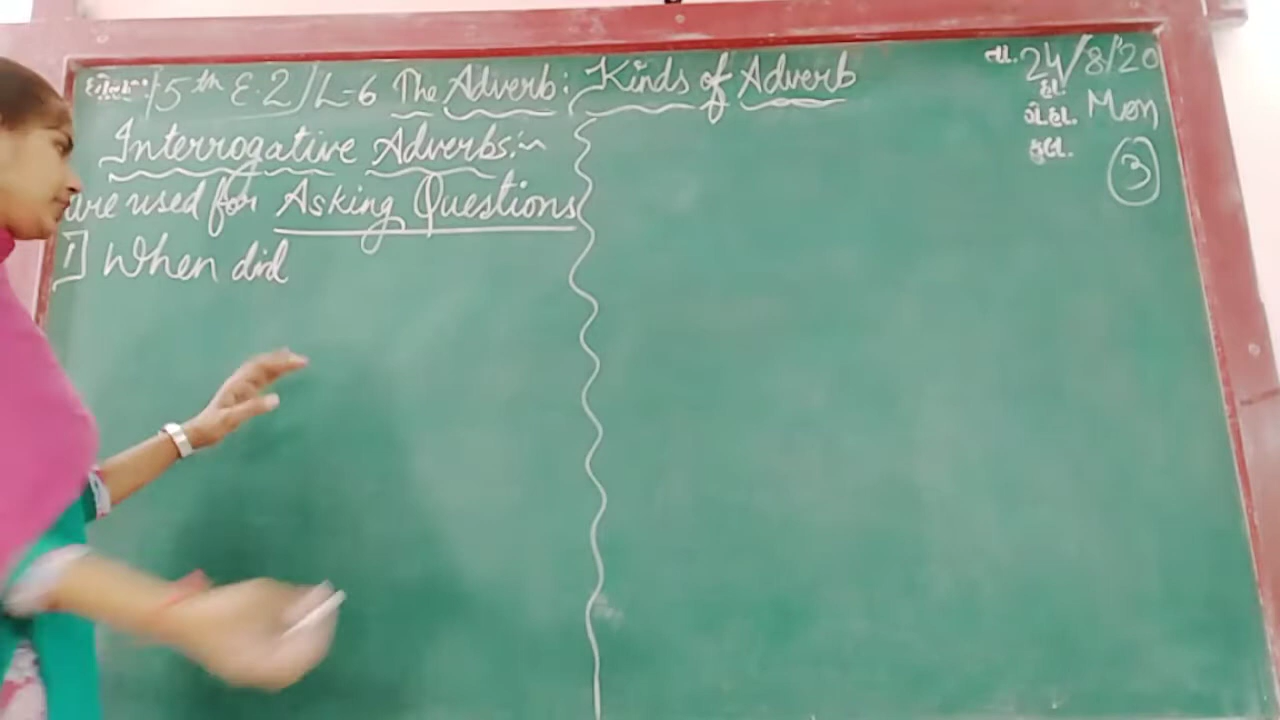 5th E.2 / L-6 The Adverb: Kinds of Adverb
Interrogative Adverbs:~
are used for Asking Questions
1] When did
તા. 24/8/20
હા. Mon
ગે.હા.
કુલ. 3